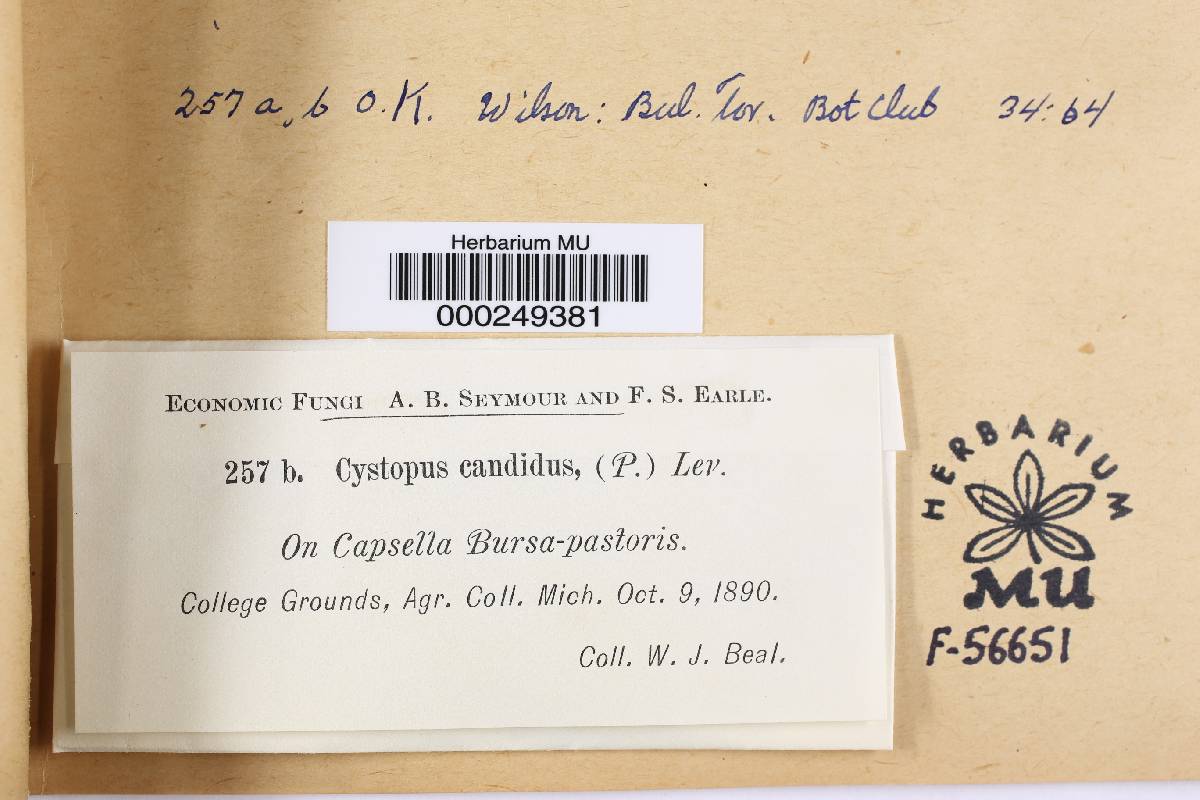 257 a, b O.K. Wilson: Bul. Tor. Bot Club 34: 64
Herbarium MU
000249381
ECONOMIC FUNGI A. B. SEYMOUR AND F. S. EARLE.
257 b. Cystopus candidus, (P.) Lev.
On Capsella Bursa-pastoris.
College Grounds, Agr. Coll. Mich. Oct. 9, 1890.
Coll. W. J. Beal.
HERBARIUM
MU
F-56651